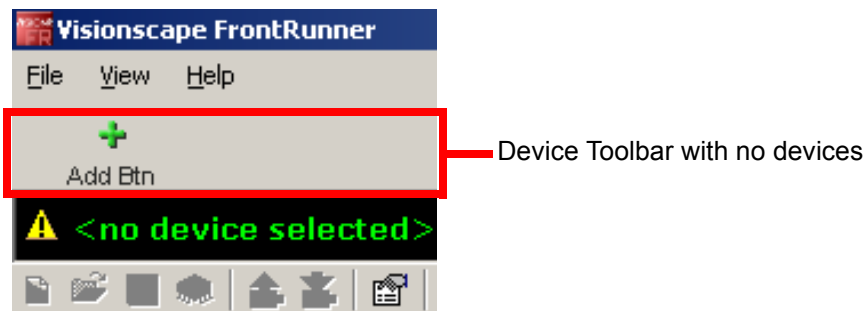 Visionscape FrontRunner
File View Help
Add Btn
Device Toolbar with no devices
<no device selected>